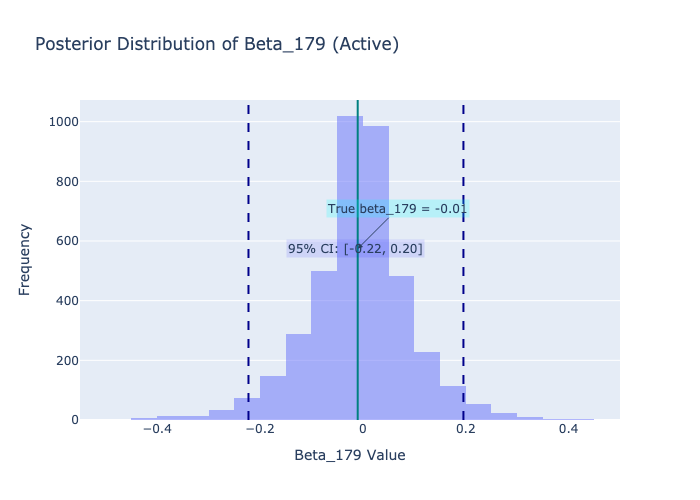 Posterior Distribution of Beta_179 (Active)
1000
800
600
400
200
0
Frequency
True beta_179 = -0.01
95% CI: [-0.22, 0.20]
−0.4
−0.2
0
0.2
0.4
Beta_179 Value